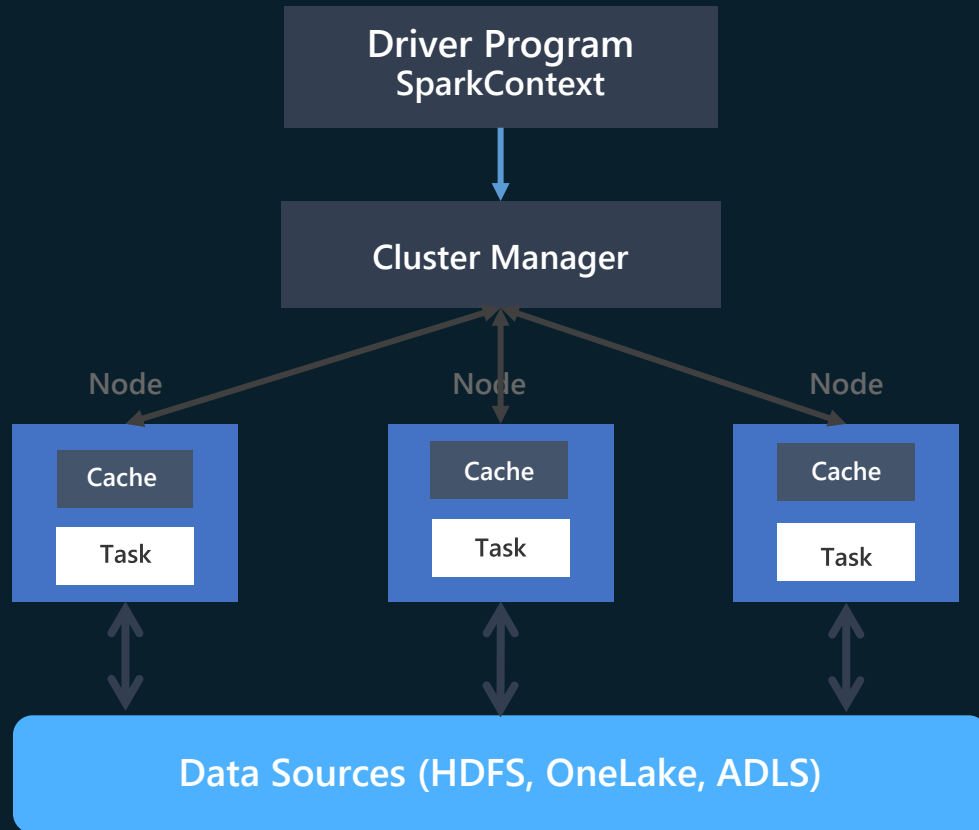 Driver Program
SparkContext
Cluster Manager
Node
Node
Node
Cache
Cache
Cache
Task
Task
Task
Data Sources (HDFS, OneLake, ADLS)